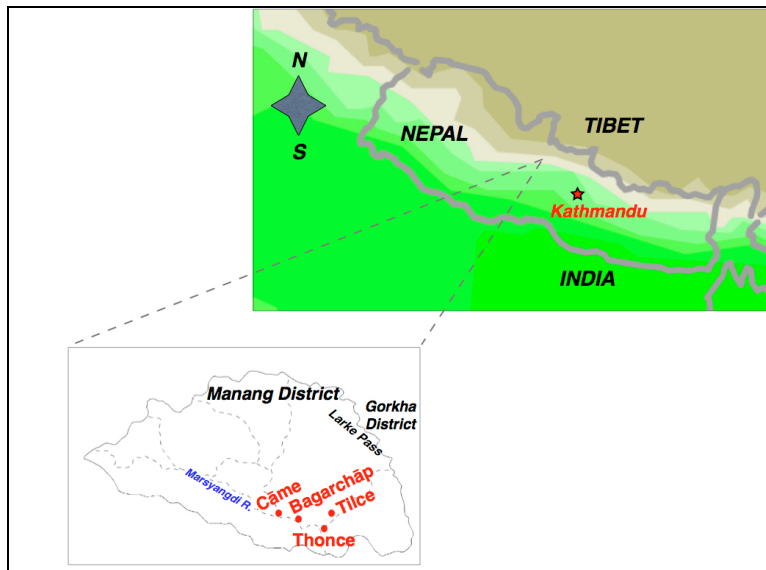 N
S
NEPAL
TIBET
Kathmandu
INDIA
Manang District
Gorkha
District
Larke Pass
Marsyangdi R.
Cāme
Bagarchāp
Tilce
Thonce